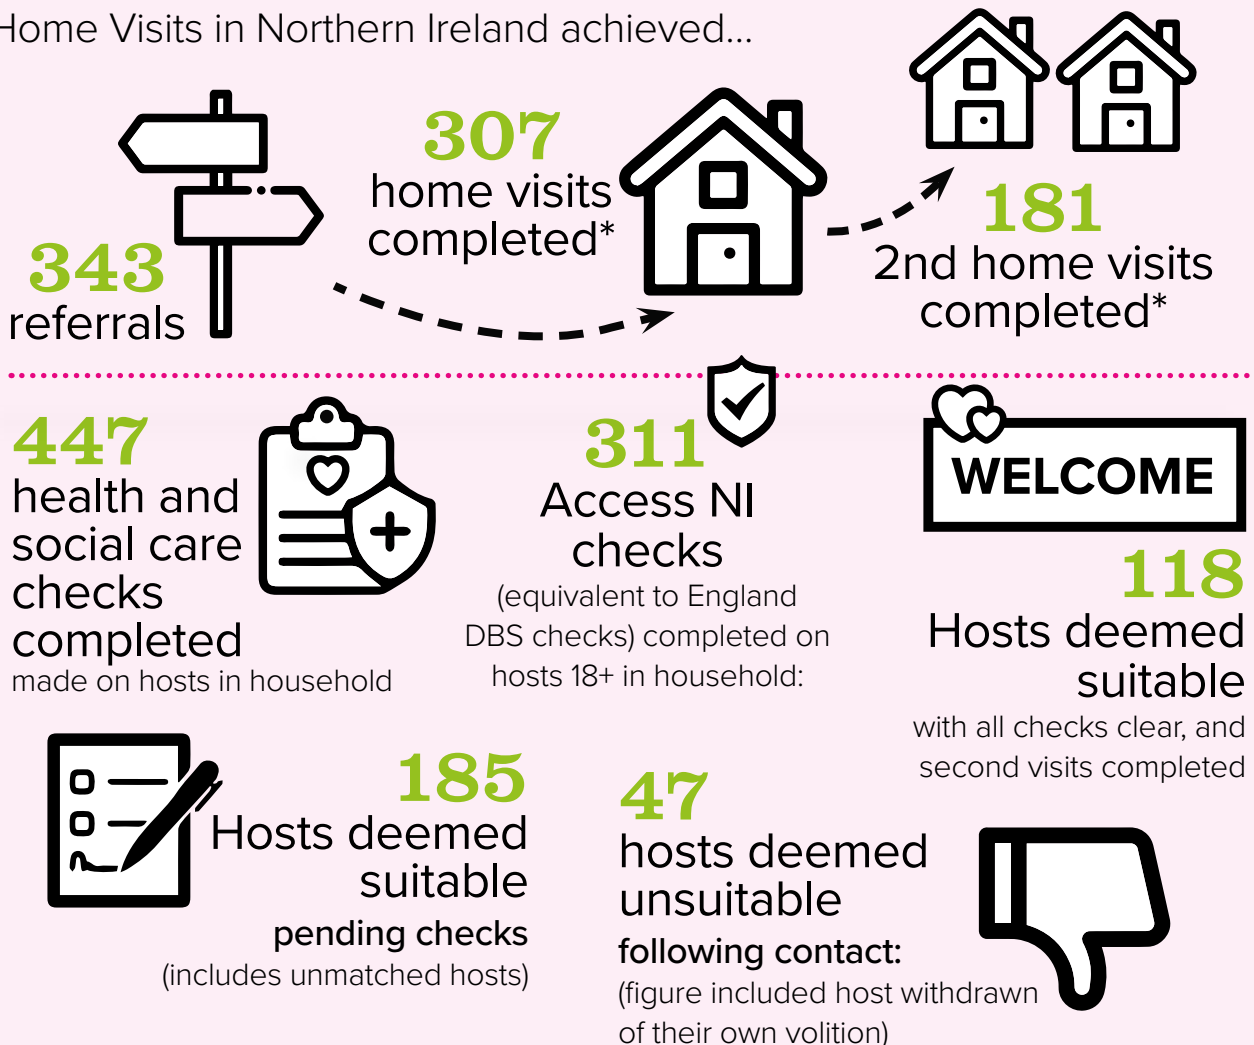 Home Visits in Northern Ireland achieved...
343
referrals
307
home visits
completed*
181
2nd home visits
completed*
447
health and
social care
checks
completed
made on hosts in household
311
Access NI
checks
(equivalent to England
DBS checks) completed on
hosts 18+ in household:
WELCOME
118
Hosts deemed
suitable
with all checks clear, and
second visits completed
185
Hosts deemed
suitable
pending checks
(includes unmatched hosts)
47
hosts deemed
unsuitable
following contact:
(figure included host withdrawn
of their own volition)